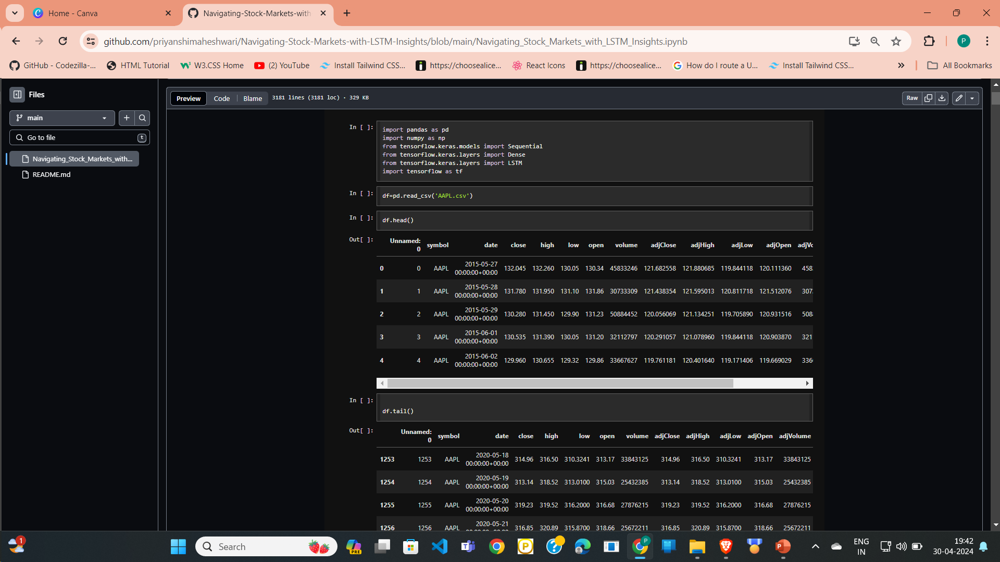 Home - Canva
Navigating-Stock-Markets-with
github.com/priyanshimaheshwari/Navigating-Stock-Markets-with-LSTM-Insights/blob/main/Navigating_Stock_Markets_with_LSTM_Insights.ipynb
P
GitHub - Codezilla-...
HTML Tutorial
W3.CSS Home
(2) YouTube
Install Tailwind CSS...
https://choosealice...
React Icons
https://choosealice...
How do I route a U...
Install Tailwind CSS...
All Bookmarks
Files
main
Go to file
t
Navigating_Stock_Markets_with...
README.md
Preview Code Blame 3181 lines (3181 loc) · 329 KB
Raw
In [ ]:
import pandas as pd
import numpy as np
from tensorflow.keras.models import Sequential
from tensorflow.keras.layers import Dense
from tensorflow.keras.layers import LSTM
import tensorflow as tf
In [ ]: df=pd.read_csv('AAPL.csv')
In [ ]: df.head()
Out[ ]:
Unnamed: 0 symbol date close high low open volume adjClose adjHigh adjLow adjOpen adjVo
0 0 AAPL 2015-05-27 00:00:00+00:00 132.045 132.260 130.05 130.34 45833246 121.682558 121.880685 119.844118 120.111360 458
1 1 AAPL 2015-05-28 00:00:00+00:00 131.780 131.950 131.10 131.86 30733309 121.438354 121.595013 120.811718 121.512076 307
2 2 AAPL 2015-05-29 00:00:00+00:00 130.280 131.450 129.90 131.23 50884452 120.056069 121.134251 119.705890 120.931516 508
3 3 AAPL 2015-06-01 00:00:00+00:00 130.535 131.390 130.05 131.20 32112797 120.291057 121.078960 119.844118 120.903870 321
4 4 AAPL 2015-06-02 00:00:00+00:00 129.960 130.655 129.32 129.86 33667627 119.761181 120.401640 119.171406 119.669029 336
In [ ]:
df.tail()
Out[ ]:
Unnamed: 0 symbol date close high low open volume adjClose adjHigh adjLow adjOpen adjVolume
1253 1253 AAPL 2020-05-18 00:00:00+00:00 314.96 316.50 310.3241 313.17 33843125 314.96 316.50 310.3241 313.17 33843125
1254 1254 AAPL 2020-05-19 00:00:00+00:00 313.14 318.52 313.0100 315.03 25432385 313.14 318.52 313.0100 315.03 25432385
1255 1255 AAPL 2020-05-20 00:00:00+00:00 319.23 319.52 316.2000 316.68 27876215 319.23 319.52 316.2000 316.68 27876215
1256 1256 AAPL 2020-05-21 316.85 320.89 315.8700 318.66 25672211 316.85 320.89 315.8700 318.66 25672211
1
Search
PRE
ENG
IN
19:42
30-04-2024